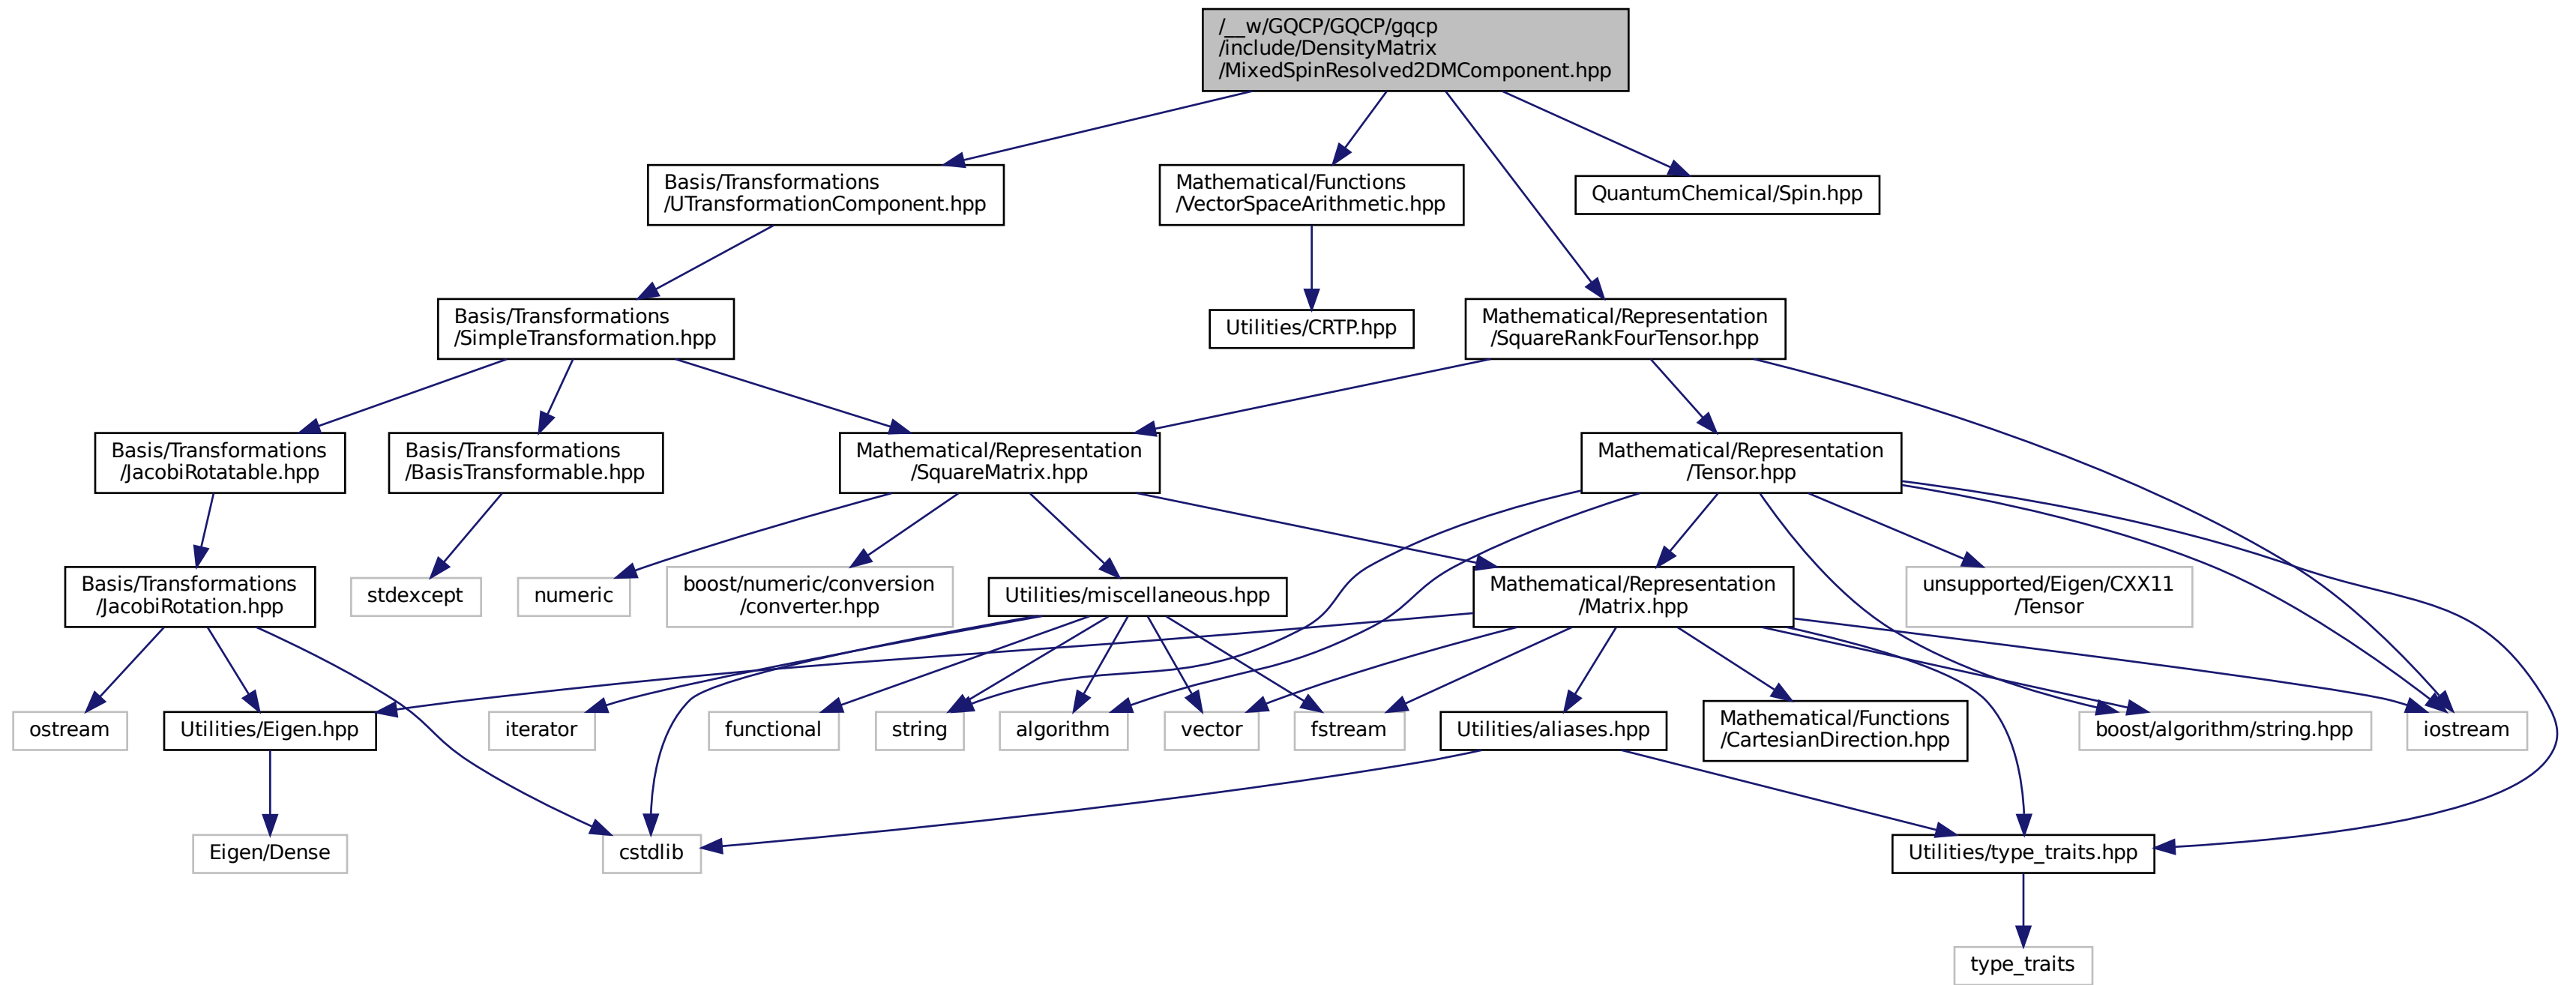 /__w/GQCP/GQCP/gqcp
/include/DensityMatrix
/MixedSpinResolved2DMComponent.hpp
Basis/Transformations
/UTransformationComponent.hpp
Mathematical/Functions
/VectorSpaceArithmetic.hpp
QuantumChemical/Spin.hpp
Basis/Transformations
/SimpleTransformation.hpp
Utilities/CRTP.hpp
Mathematical/Representation
/SquareRankFourTensor.hpp
Basis/Transformations
/JacobiRotatable.hpp
Basis/Transformations
/BasisTransformable.hpp
Mathematical/Representation
/SquareMatrix.hpp
Mathematical/Representation
/Tensor.hpp
Basis/Transformations
/JacobiRotation.hpp
stdexcept
numeric
boost/numeric/conversion
/converter.hpp
Utilities/miscellaneous.hpp
Mathematical/Representation
/Matrix.hpp
unsupported/Eigen/CXX11
/Tensor
ostream
Utilities/Eigen.hpp
iterator
functional
string
algorithm
vector
fstream
Utilities/aliases.hpp
Mathematical/Functions
/CartesianDirection.hpp
boost/algorithm/string.hpp
iostream
Eigen/Dense
cstdlib
Utilities/type_traits.hpp
type_traits